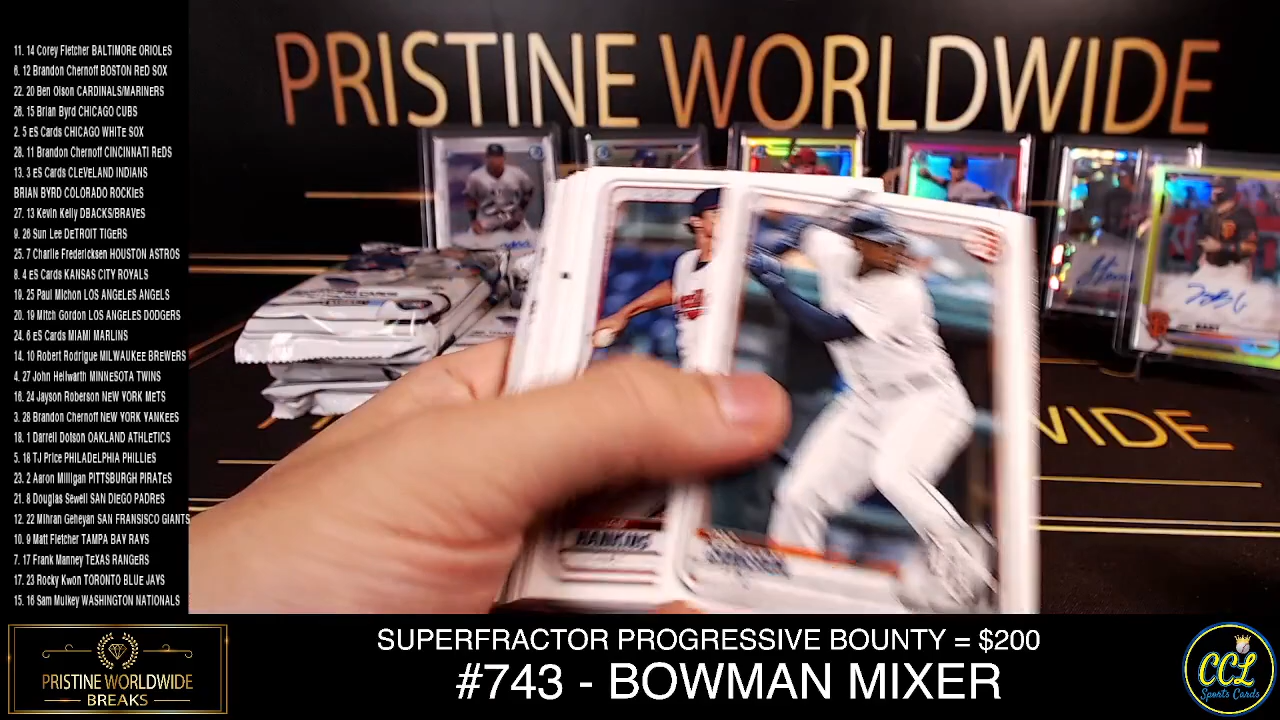 11. 14 Corey Fletcher BALTIMORE ORIOLES
6. 12 Brandon Chernoff BOSTON RED SOX
22. 20 Ben Olson CARDINALS/MARINERS
26. 15 Brian Byrd CHICAGO CUBS
2. 5 eS Cards CHICAGO WHITE SOX
28. 11 Brandon Chernoff CINCINNATI REDS
13. 3 eS Cards CLEVELAND INDIANS
BRIAN BYRD COLORADO ROCKIES
27. 13 Kevin Kelly DBACKS/BRAVES
9. 26 Sun Lee DETROIT TIGERS
25. 7 Charlie Fredericksen HOUSTON ASTROS
8. 4 eS Cards KANSAS CITY ROYALS
19. 25 Paul Michon LOS ANGELES ANGELS
20. 19 Mitch Gordon LOS ANGELES DODGERS
24. 6 eS Cards MIAMI MARLINS
14. 10 Robert Rodrigue MILWAUKEE BREWERS
4. 27 John Hellwarth MINNESOTA TWINS
16. 24 Jayson Roberson NEW YORK METS
3. 28 Brandon Chernoff NEW YORK YANKEES
18. 1 Darrell Dotson OAKLAND ATHLETICS
5. 18 TJ Price PHILADELPHIA PHILLIES
23. 2 Aaron Milligan PITTSBURGH PIRATES
21. 8 Douglas Sewell SAN DIEGO PADRES
12. 22 Mihran Geheyan SAN FRANSISCO GIANTS
10. 9 Matt Fletcher TAMPA BAY RAYS
7. 17 Frank Manney TEXAS RANGERS
17. 23 Rocky Kwon TORONTO BLUE JAYS
15. 16 Sam Mulkey WASHINGTON NATIONALS
PRISTINE WORLDWIDE
WIDE
HANKINS
PRISTINE WORLDWIDE
BREAKS
SUPERFRACTOR PROGRESSIVE BOUNTY = $200
#743 - BOWMAN MIXER
CCL
Sports Cards